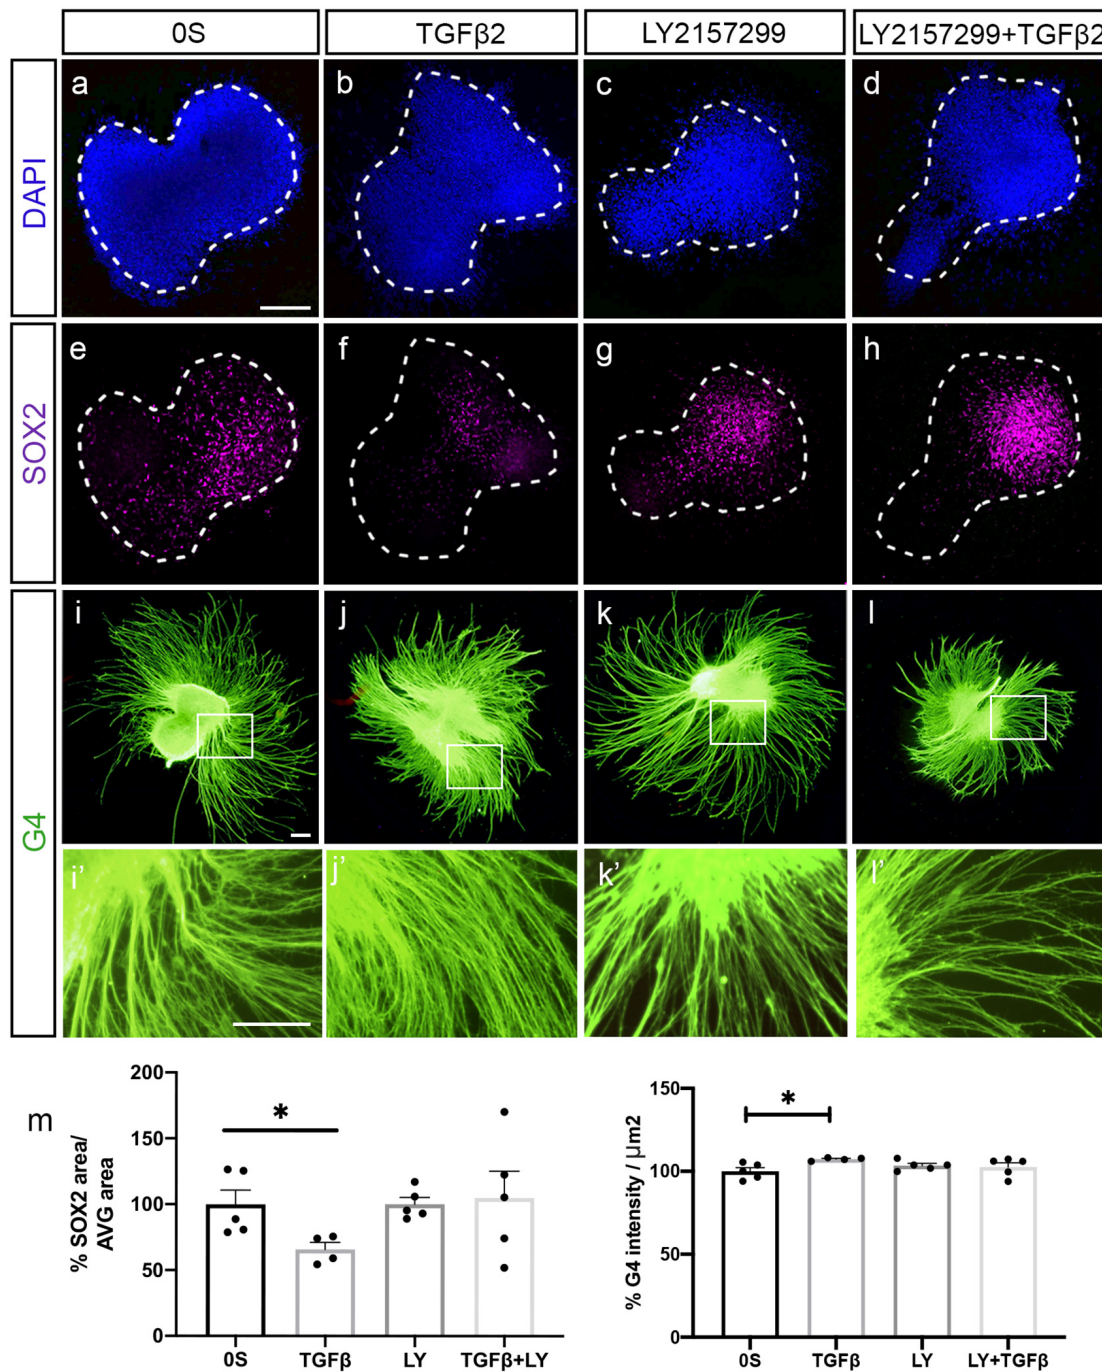 0S
TGFβ2
LY2157299
LY2157299+TGFβ2
DAPI
a
b
c
d
SOX2
e
f
g
h
G4
i
j
k
l
i’
j’
k’
l’
m
% SOX2 area/
AVG area
200
150
100
50
0
*
0S
TGFβ
LY
TGFβ+LY
% G4 intensity / μm2
150
100
50
0
*
0S
TGFβ
LY
LY+TGFβ